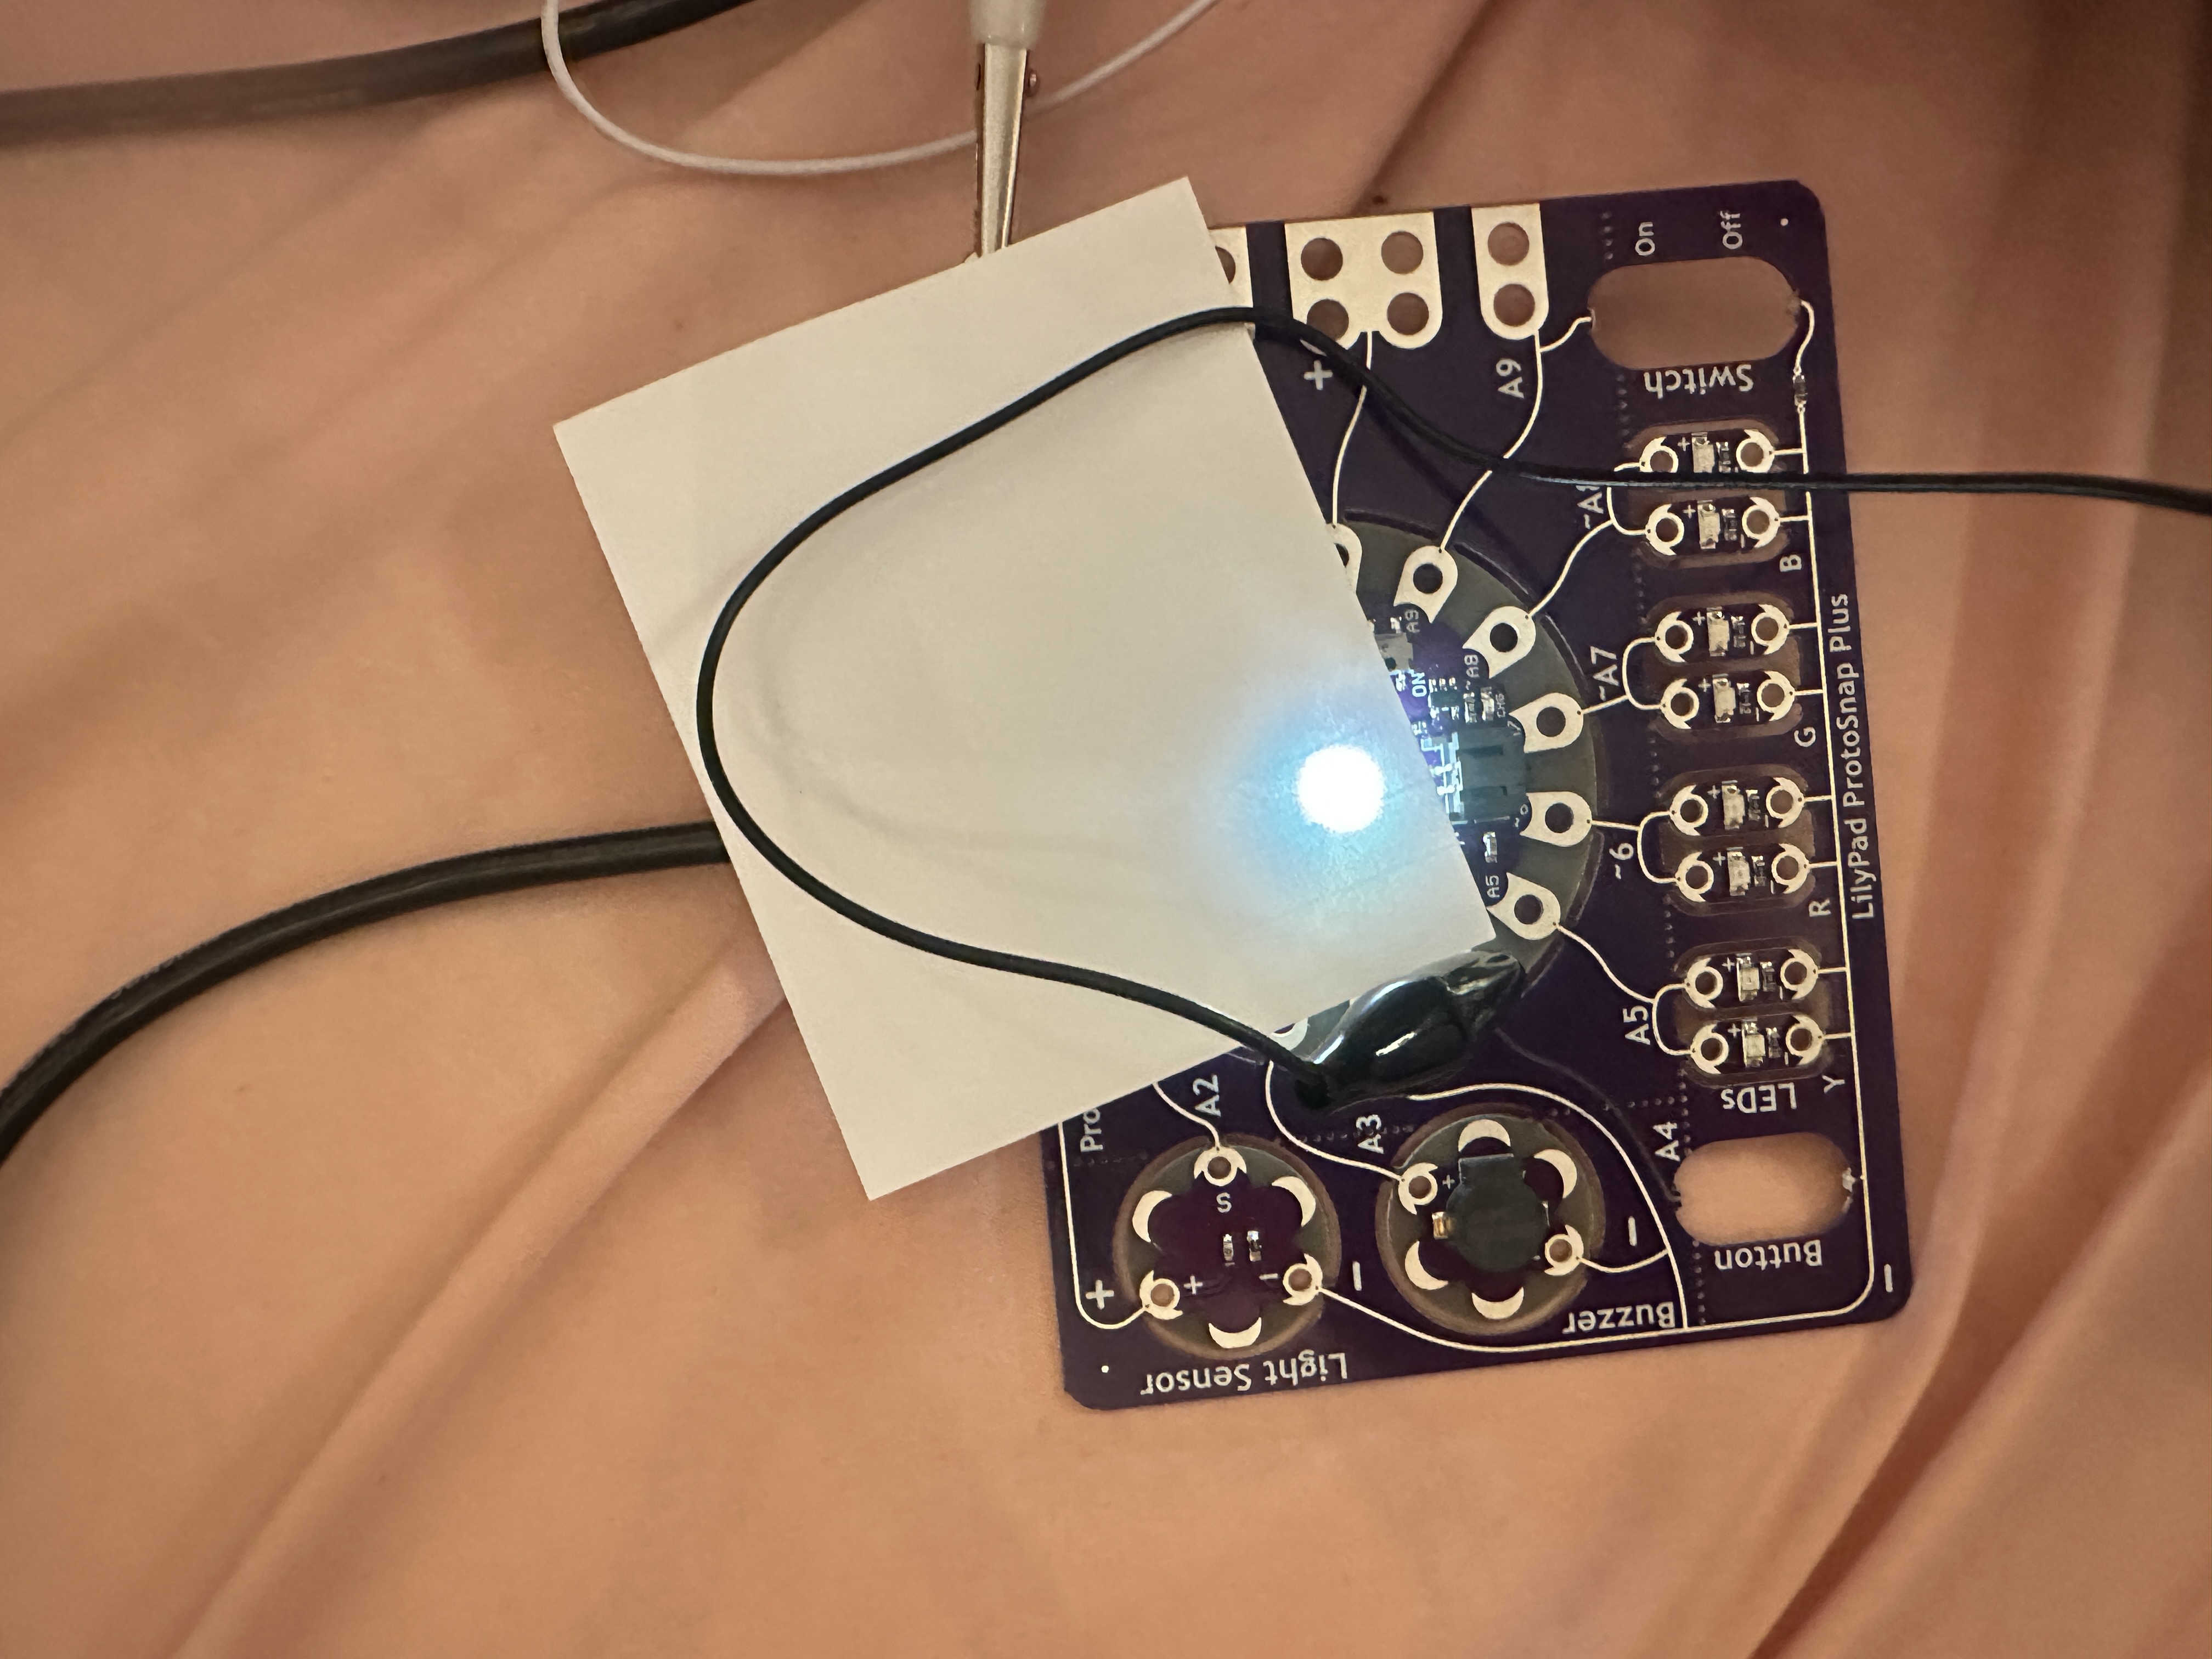 +
Pro
Light Sensor
+
S
−
A2
−
+
A3
+
ON
A9
A5
~A8
CHG
A9
Buzzer
−
A4
A5
~6
~A7
Button
LEDs
+
+
+
+
+
+
+
Switch
On
Off
Y
R
G
B
LilyPad ProtoSnap Plus
−